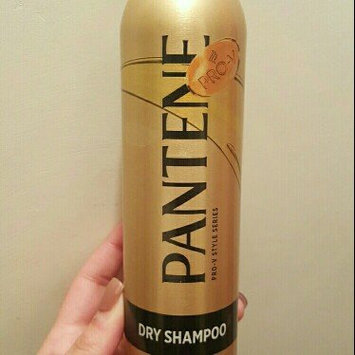 PANTENE
PRO-V
PRO-V STYLE SERIES
DRY SHAMPOO